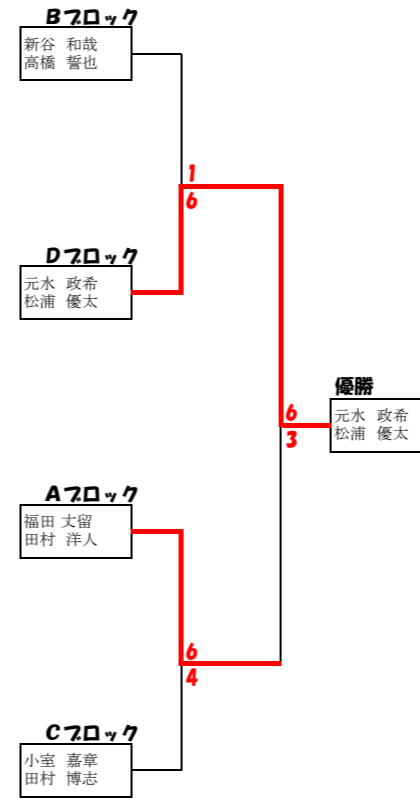 Bブロック
新谷 和哉
高橋 誓也
1
6
Dブロック
元水 政希
松浦 優太
優勝
元水 政希
松浦 優太
6
3
Aブロック
福田 丈留
田村 洋人
6
4
Cブロック
小室 嘉章
田村 博志